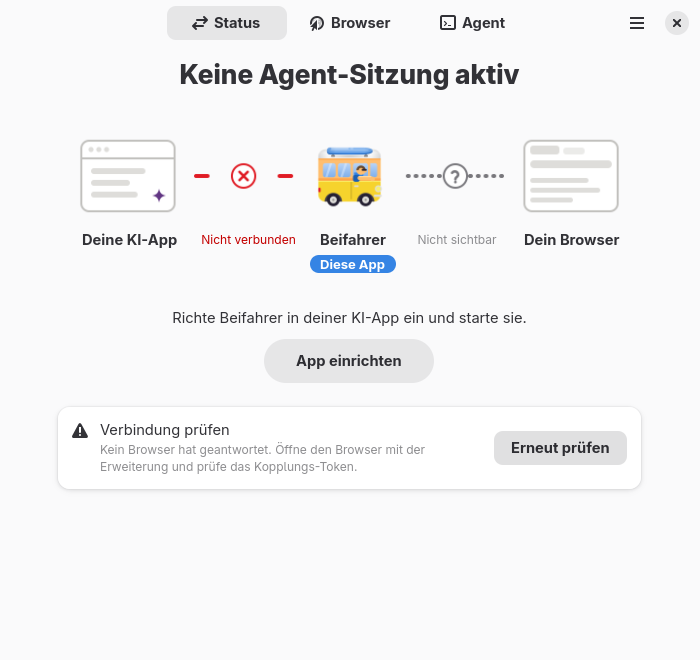 Status
Browser
Agent
Keine Agent-Sitzung aktiv
Deine KI-App
Nicht verbunden
Beifahrer
Nicht sichtbar
Dein Browser
Diese App
Richte Beifahrer in deiner KI-App ein und starte sie.
App einrichten
Verbindung prüfen
Kein Browser hat geantwortet. Öffne den Browser mit der
Erweiterung und prüfe das Kopplungs-Token.
Erneut prüfen